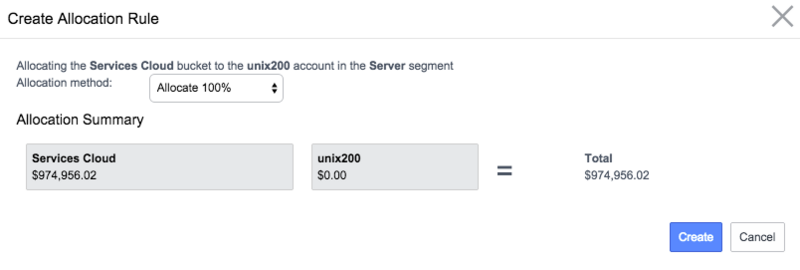 Create Allocation Rule
Allocating the Services Cloud bucket to the unix200 account in the Server segment
Allocation method: Allocate 100%
Allocation Summary
Services Cloud unix200 = Total
$974,956.02 $0.00 $974,956.02
Create Cancel